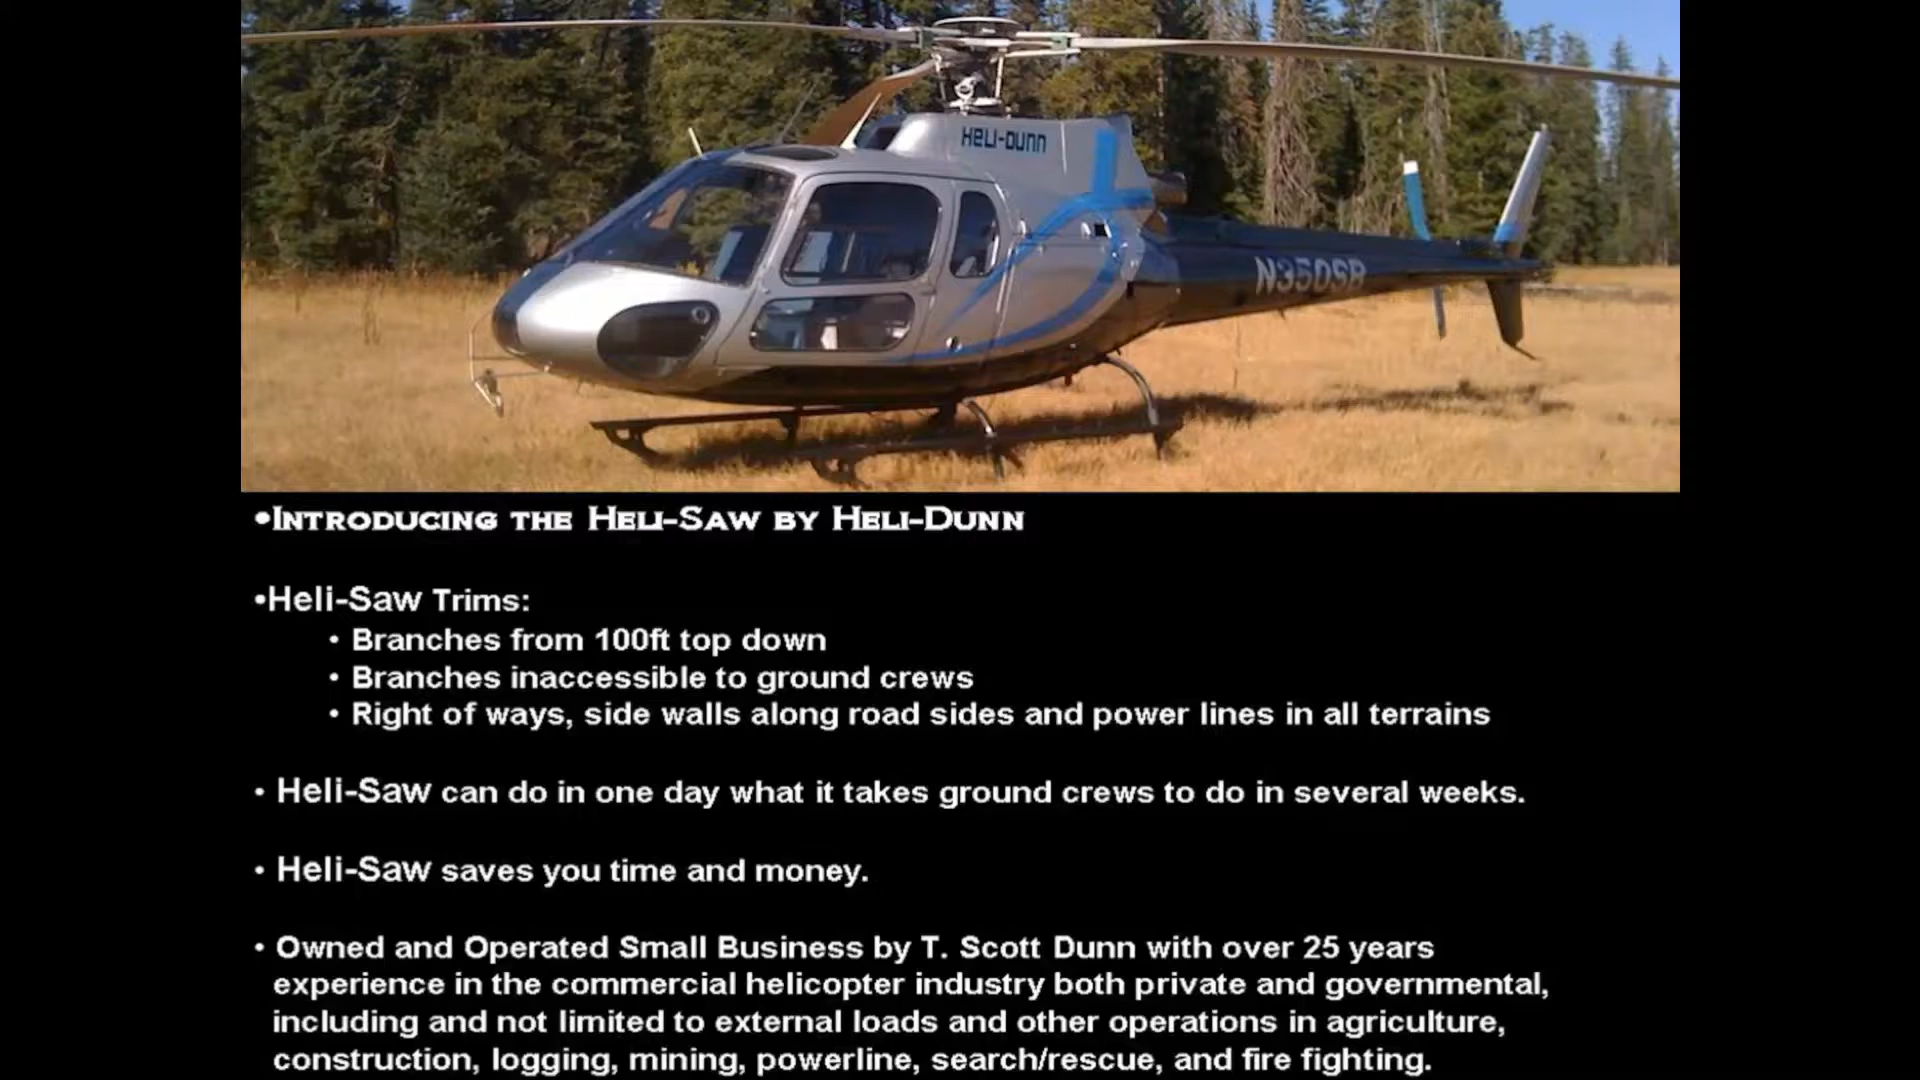 HELI-DUNN
N350SB
•INTRODUCING THE HELI-SAW BY HELI-DUNN
•Heli-Saw Trims:
• Branches from 100ft top down
• Branches inaccessible to ground crews
• Right of ways, side walls along road sides and power lines in all terrains
• Heli-Saw can do in one day what it takes ground crews to do in several weeks.
• Heli-Saw saves you time and money.
• Owned and Operated Small Business by T. Scott Dunn with over 25 years
experience in the commercial helicopter industry both private and governmental,
including and not limited to external loads and other operations in agriculture,
construction, logging, mining, powerline, search/rescue, and fire fighting.